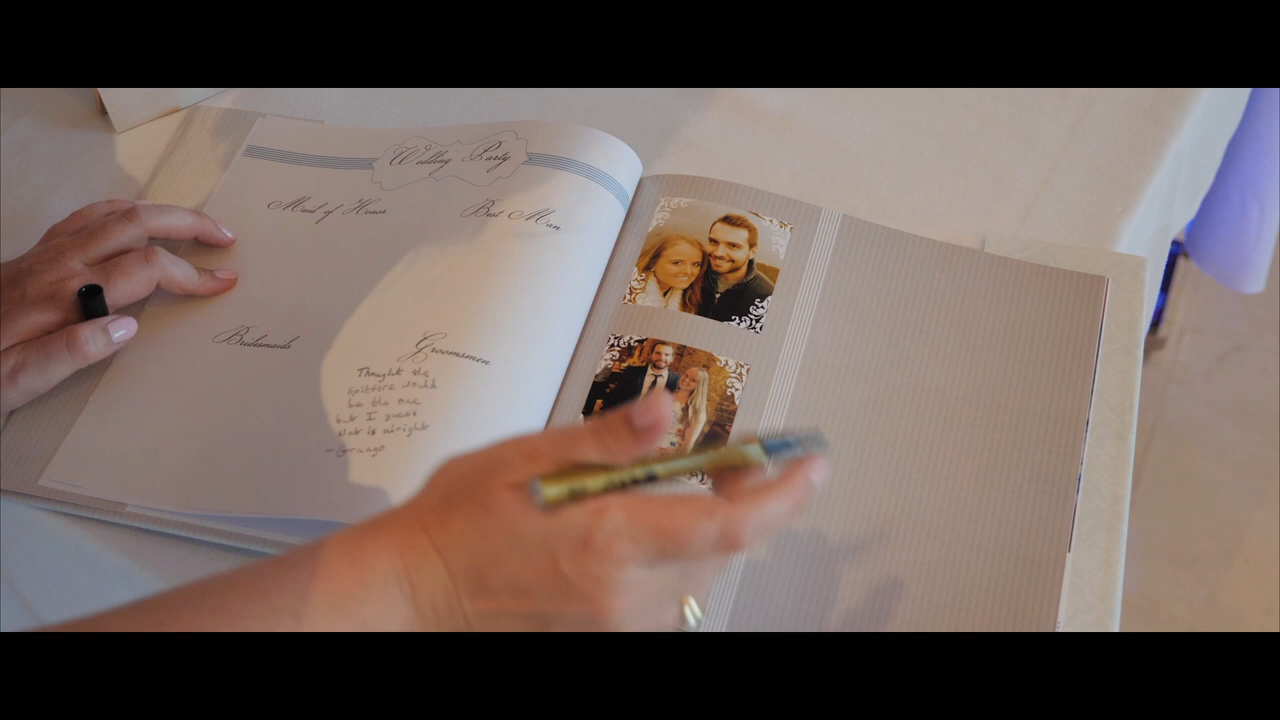 Wedding Party
Maid of Honor
Best Man
Bridesmaids
Groomsmen
Thought the
spitfire would
be the one
but I guess
Nat is alright